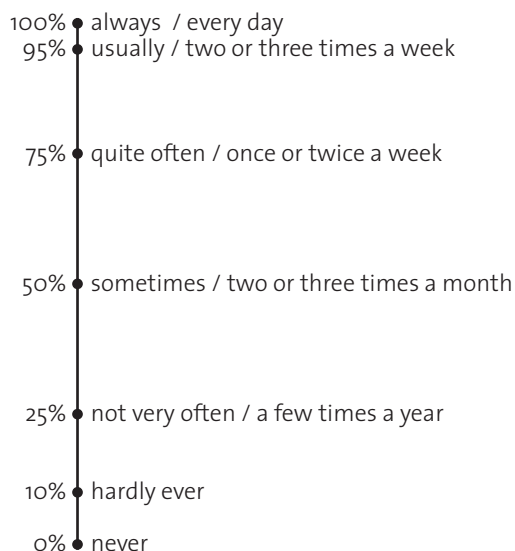 100% always / every day
95% usually / two or three times a week
75% quite often / once or twice a week
50% sometimes / two or three times a month
25% not very often / a few times a year
10% hardly ever
0% never